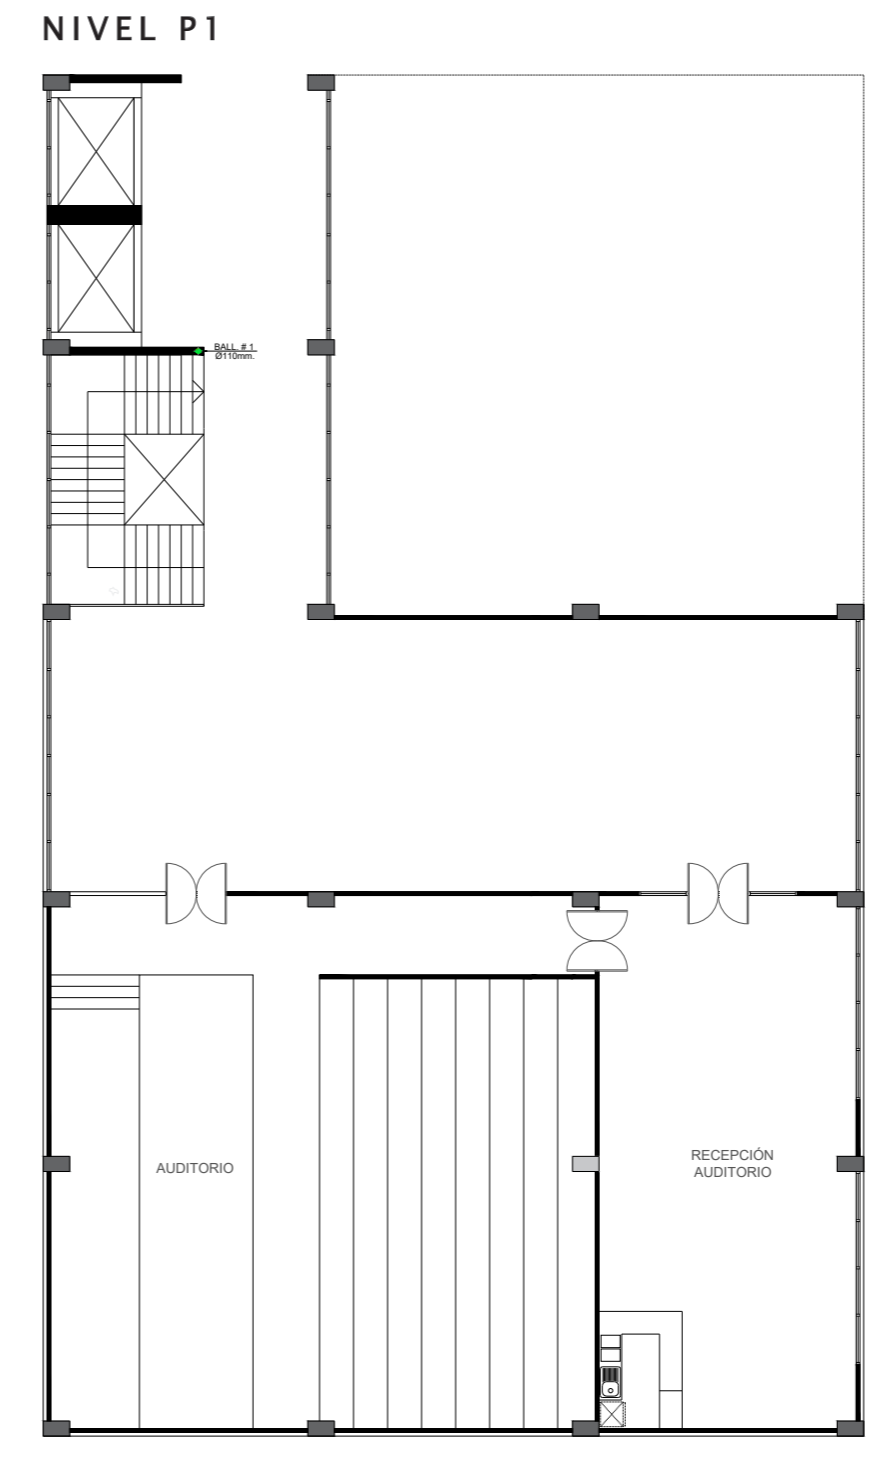 NIVEL P1
BALL. # 1
Ø110mm.
AUDITORIO
RECEPCIÓN
AUDITORIO